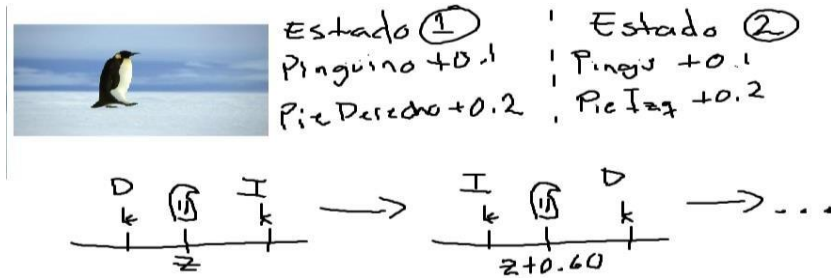 Estado 1
Pinguino +0.1
Pie Derecho +0.2
Estado 2
Pingu +0.1
Pie Izq +0.2
D I
z
I D
z+0.60
...